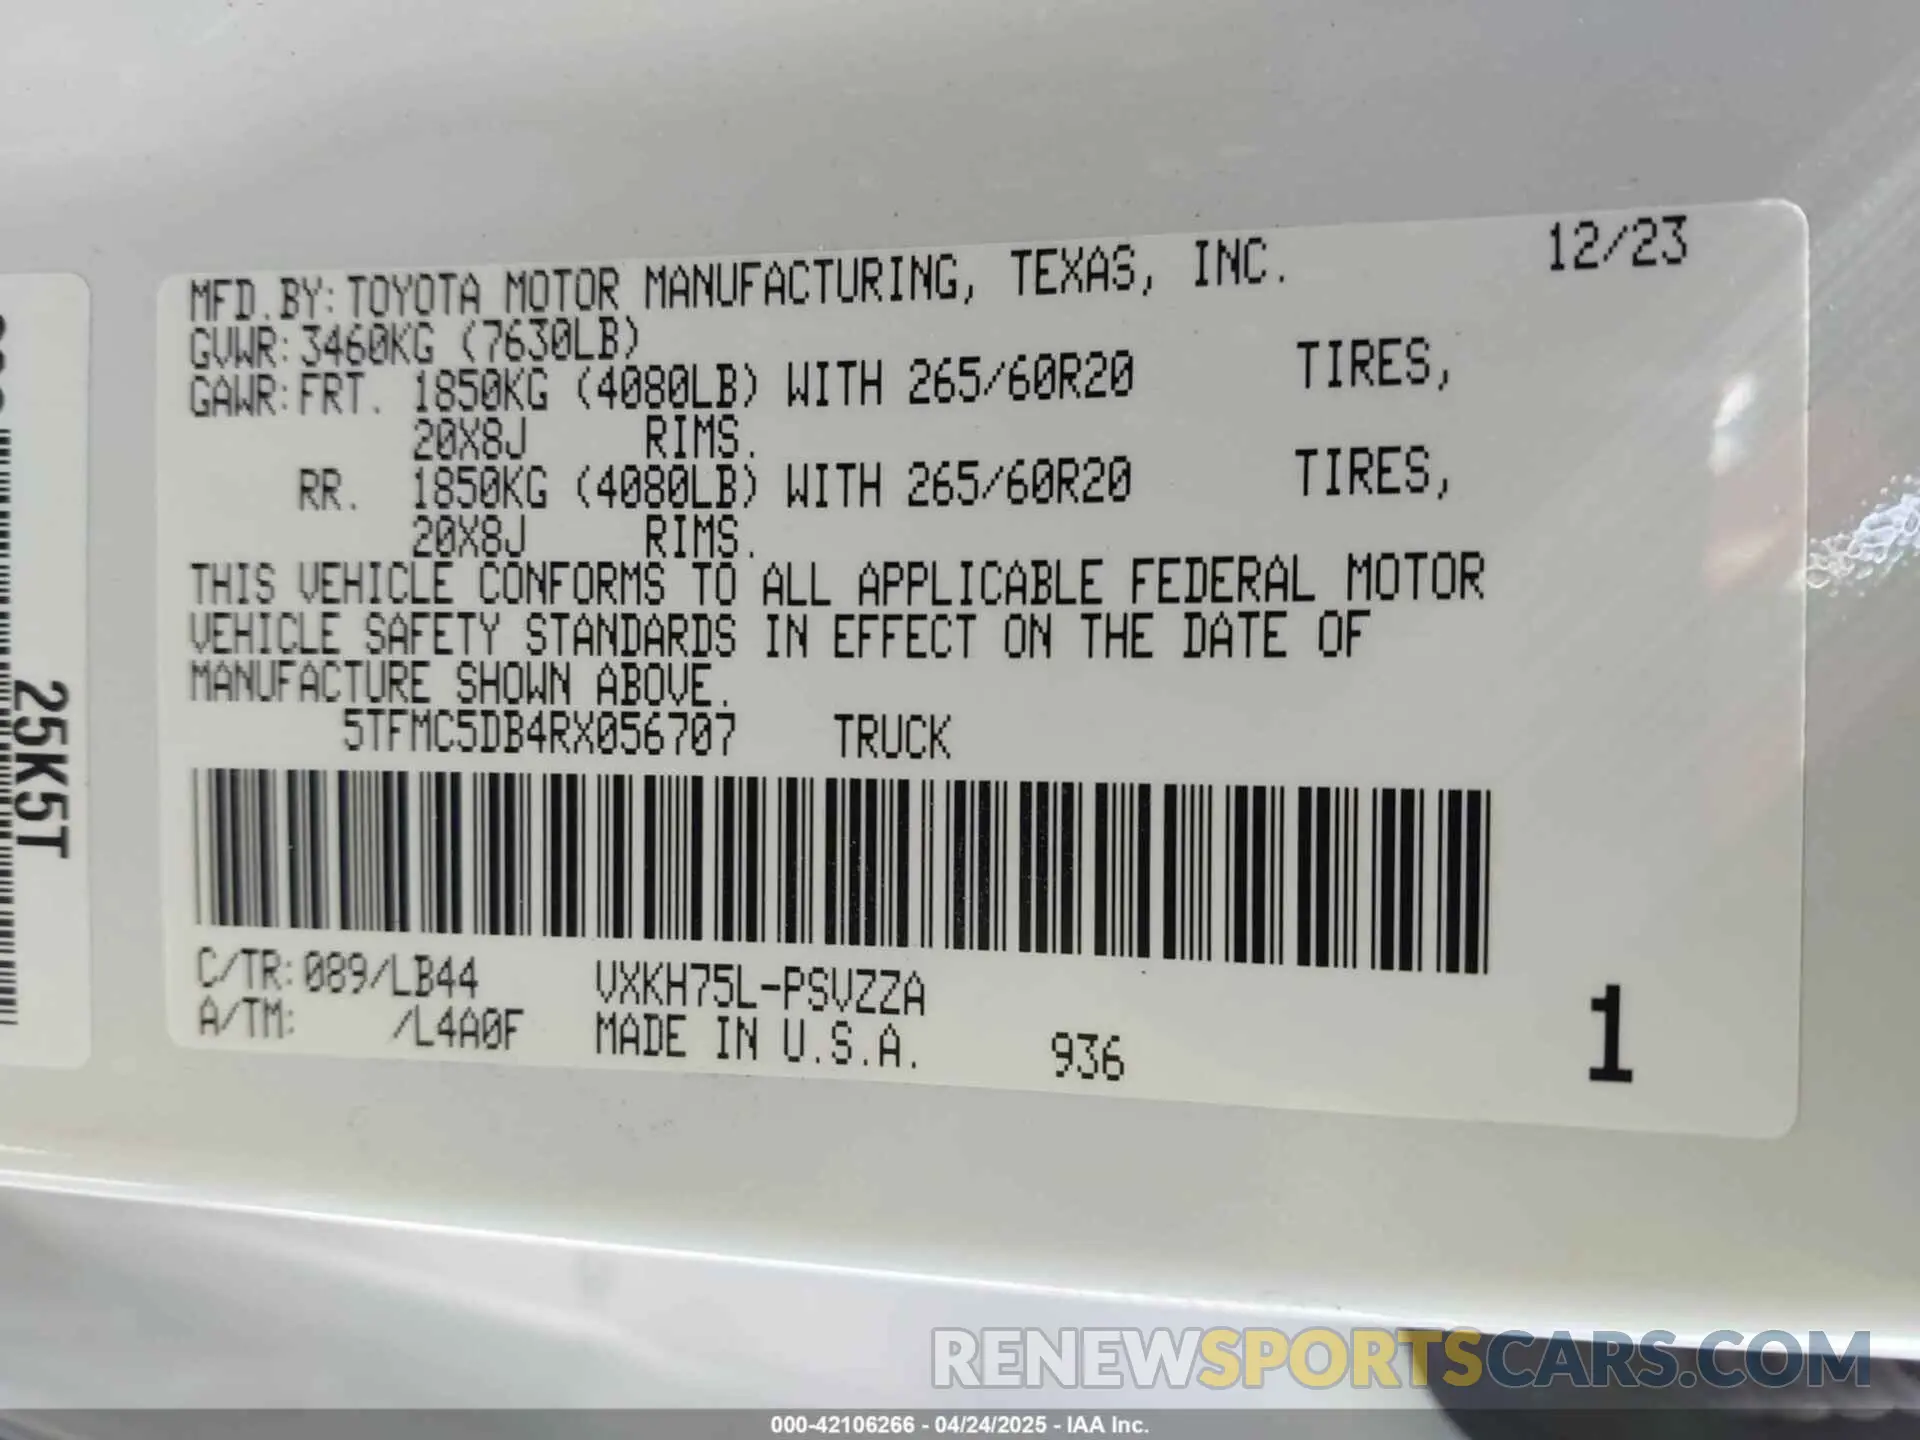 MFD.BY: TOYOTA MOTOR MANUFACTURING, TEXAS, INC. 12/23
GVWR: 3460KG (7630LB)
GAWR: FRT. 1850KG (4080LB) WITH 265/60R20 TIRES,
20X8J RIMS.
RR. 1850KG (4080LB) WITH 265/60R20 TIRES,
20X8J RIMS.
THIS VEHICLE CONFORMS TO ALL APPLICABLE FEDERAL MOTOR
VEHICLE SAFETY STANDARDS IN EFFECT ON THE DATE OF
MANUFACTURE SHOWN ABOVE.
5TFMC5DB4RX056707 TRUCK
C/TR: 089/LB44 VXKH75L-PSVZZA
A/TM: /L4A0F MADE IN U.S.A. 936
1
25K5T
RENEWSPORTSCARS.COM
000-42106266 - 04/24/2025 - IAA Inc.